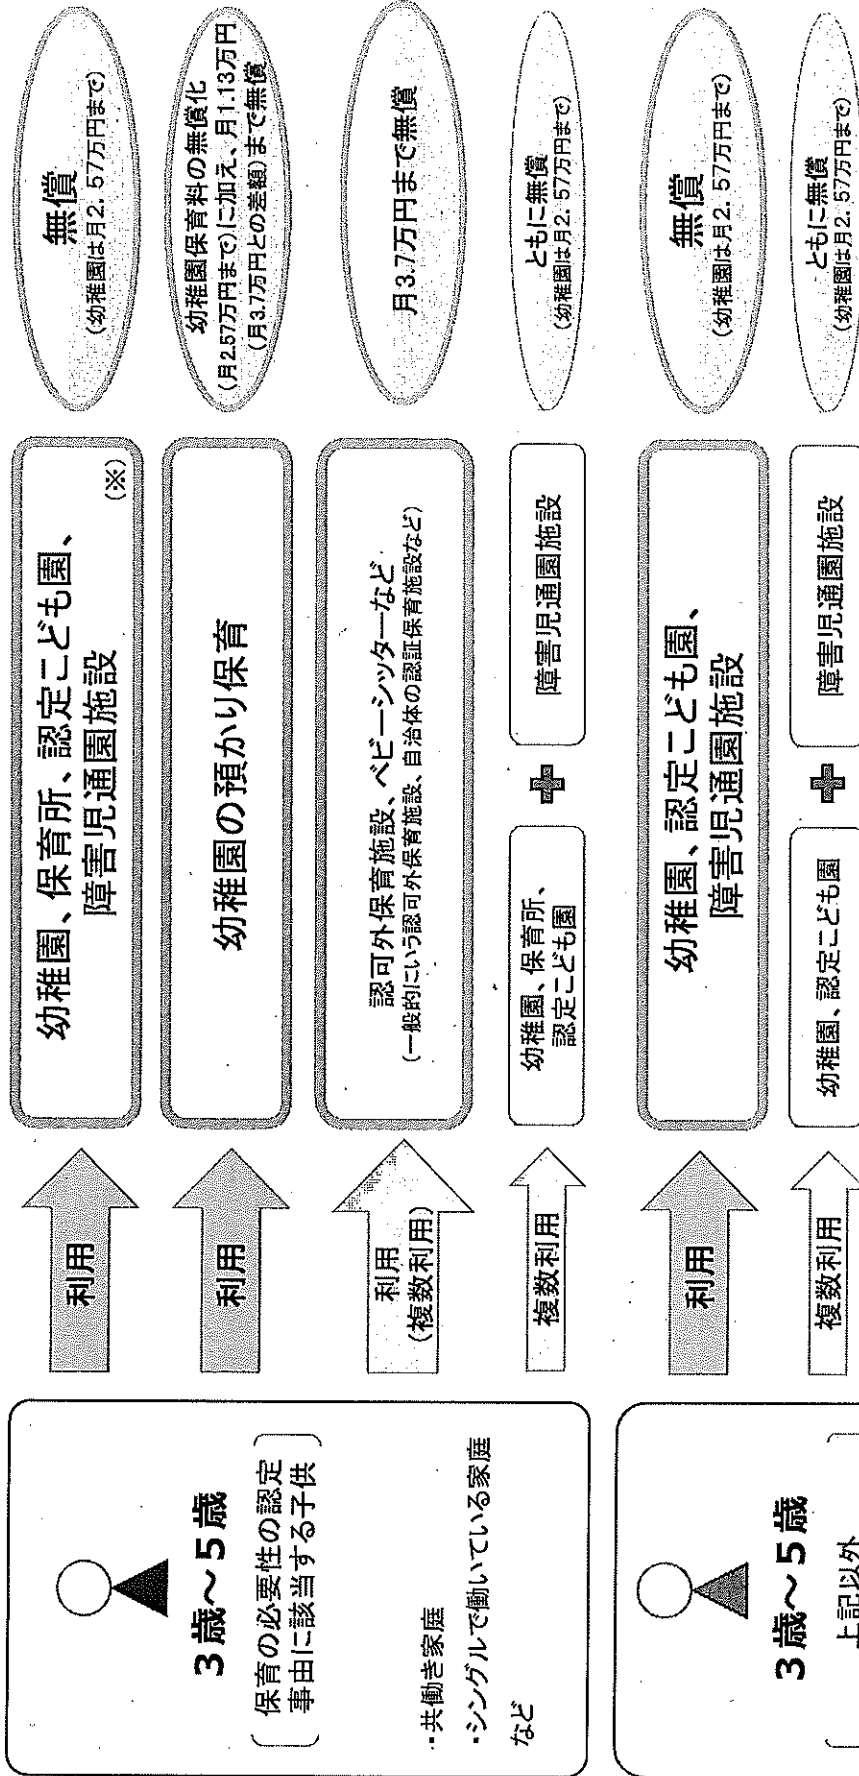 3歳～5歳
保育の必要性の認定
事由に該当する子供
・共働き家庭
・シングルで働いている家庭
など
利用
幼稚園、保育所、認定こども園、
障害児通園施設
(※)
無償
(幼稚園は月2.57万円まで)
利用
幼稚園の預かり保育
幼稚園保育料の無償化
(月2.57万円まで)に加え、月1.13万円
(月3.7万円との差額)まで無償
利用
(複数利用)
認可外保育施設、ベビーシッターなど
(一般的にいう認可外保育施設、自治体の認証保育施設など)
月3.7万円まで無償
複数利用
幼稚園、保育所、
認定こども園
障害児通園施設
ともに無償
(幼稚園は月2.57万円まで)
3歳～5歳
上記以外
利用
幼稚園、認定こども園、
障害児通園施設
無償
(幼稚園は月2.57万円まで)
複数利用
幼稚園、認定こども園
障害児通園施設
ともに無償
(幼稚園は月2.57万円まで)